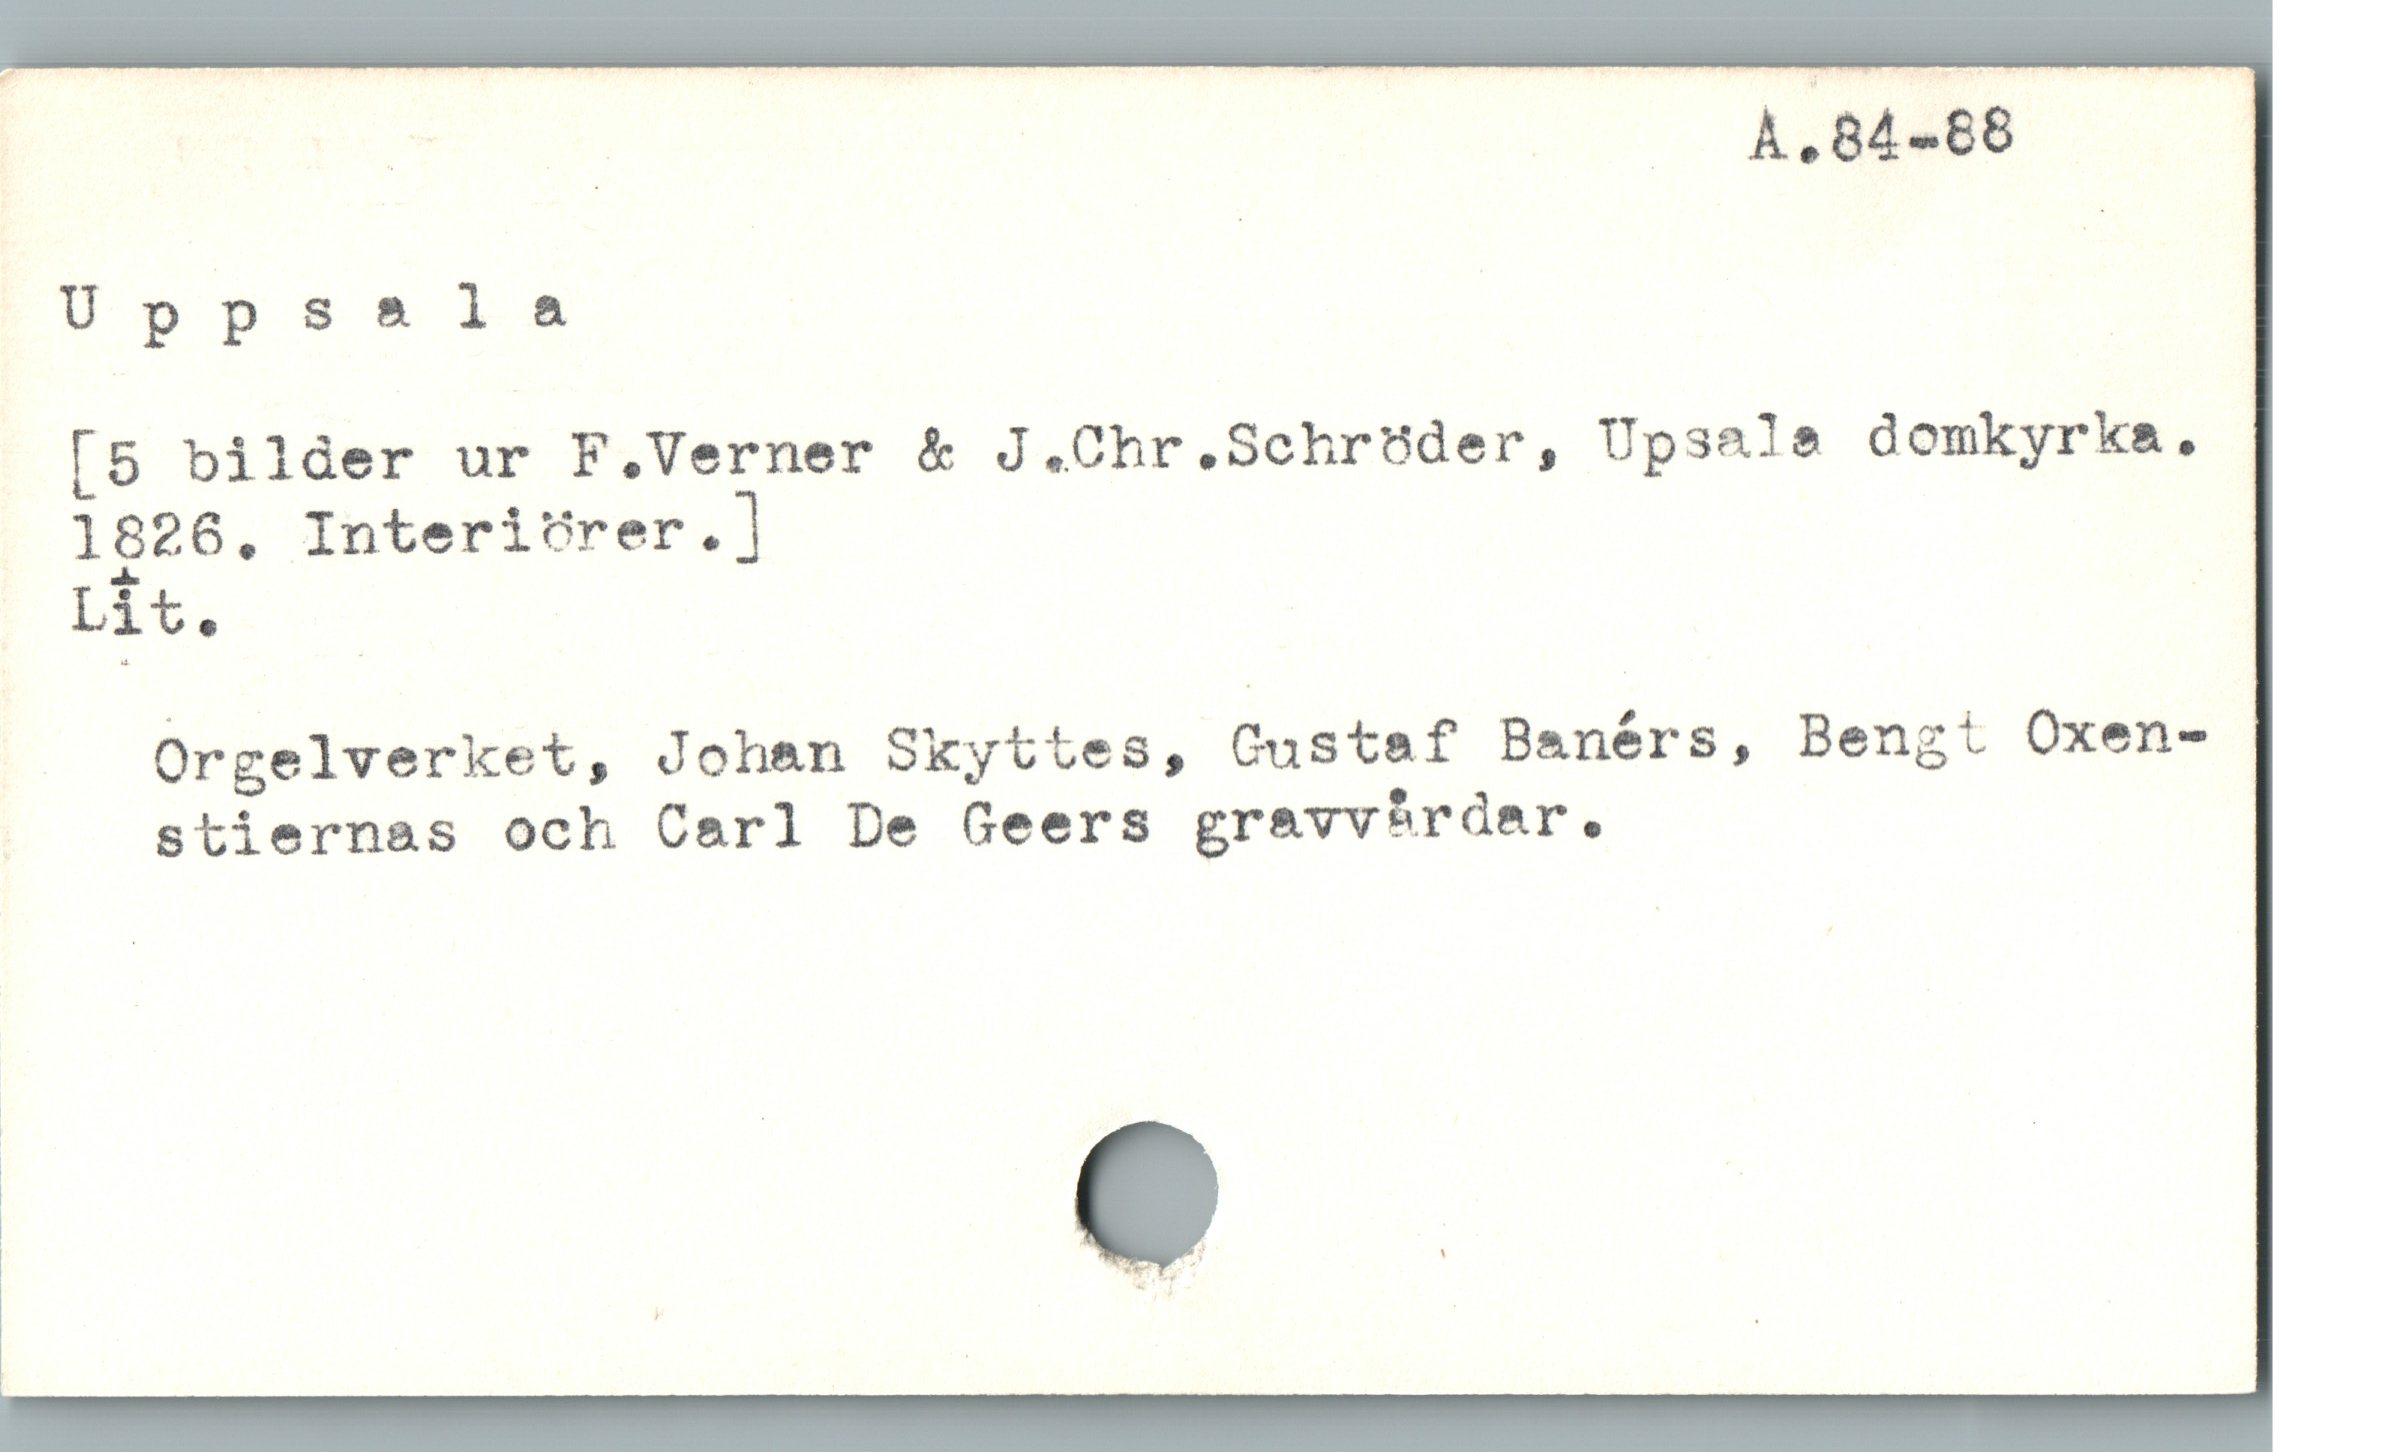 A.84-88
U p p s a l a
[5 bilder ur F.Verner & J.Chr.Schröder, Upsala domkyrka.
1826. Interiörer.]
Lit.
Orgelverket, Johan Skyttes, Gustaf Banérs, Bengt Oxen-
stiernas och Carl De Geers gravvårdar.